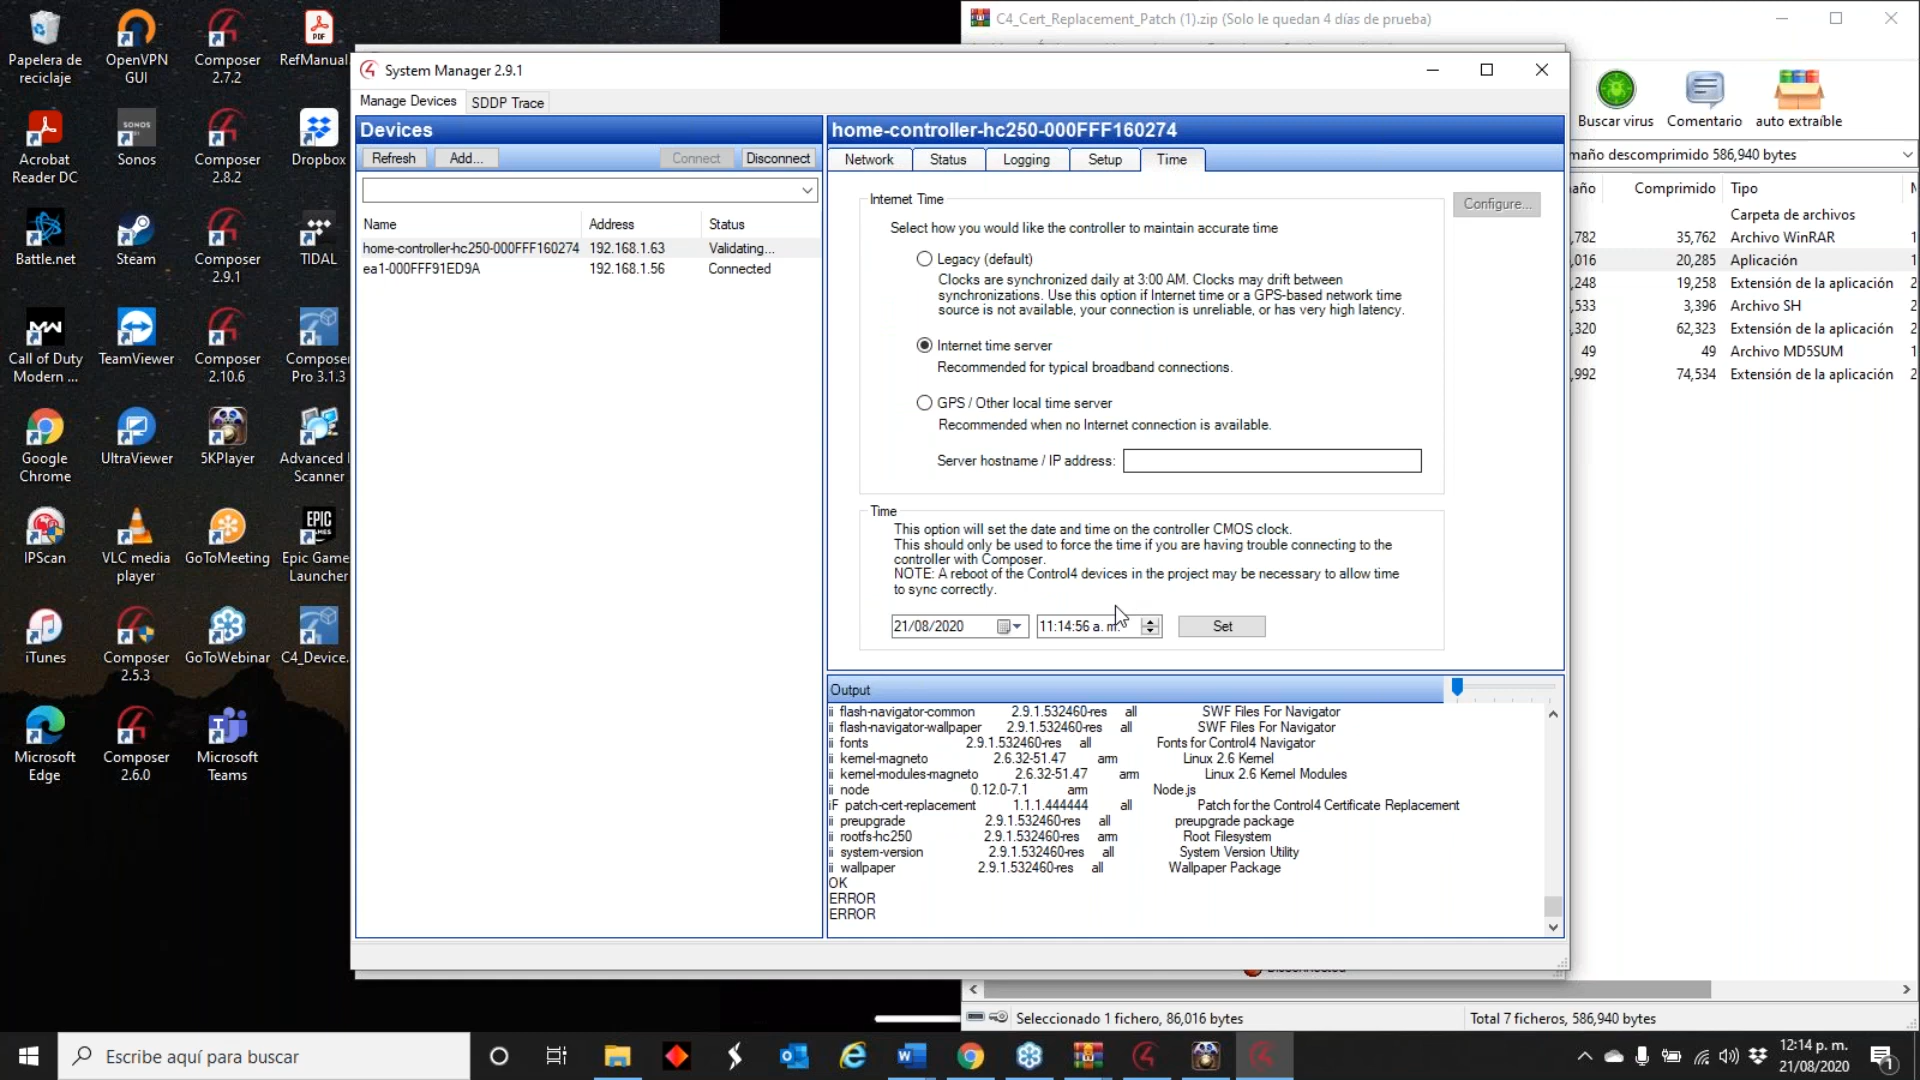 Papelera de
reciclaje
OpenVPN
GUI
Composer
2.7.2
RefManual
PDF
Acrobat
Reader DC
SONOS
Sonos
Composer
2.8.2
Dropbox
Battle.net
Steam
Composer
2.9.1
TIDAL
Call of Duty
Modern ...
TeamViewer
Composer
2.10.6
Compose
Pro 3.1.3
Google
Chrome
UltraViewer
5KPlayer
Advanced I
Scanner
IPScan
VLC media
player
GoToMeeting
EPIC
GAMES
Epic Game
Launcher
iTunes
Composer
2.5.3
GoToWebinar
C4_Device.
Microsoft
Edge
Composer
2.6.0
Microsoft
Teams
C4_Cert_Replacement_Patch (1).zip (Solo le quedan 4 días de prueba)
Buscar virus
Comentario
auto extraíble
maño descomprimido 586,940 bytes
año
Comprimido
Tipo
Carpeta de archivos
,782
35,762
Archivo WinRAR
,016
20,285
Aplicación
,248
19,258
Extensión de la aplicación
,533
3,396
Archivo SH
,320
62,323
Extensión de la aplicación
49
49
Archivo MD5SUM
,992
74,534
Extensión de la aplicación
System Manager 2.9.1
Manage Devices
SDDP Trace
Devices
Refresh
Add...
Connect
Disconnect
Name
Address
Status
home-controller-hc250-000FFF160274 192.168.1.63 Validating...
ea1-000FFF91ED9A 192.168.1.56 Connected
home-controller-hc250-000FFF160274
Network
Status
Logging
Setup
Time
Internet Time
Configure...
Select how you would like the controller to maintain accurate time
Legacy (default)
Clocks are synchronized daily at 3:00 AM. Clocks may drift between
synchronizations. Use this option if Internet time or a GPS-based network time
source is not available, your connection is unreliable, or has very high latency.
Internet time server
Recommended for typical broadband connections.
GPS / Other local time server
Recommended when no Internet connection is available.
Server hostname / IP address:
Time
This option will set the date and time on the controller CMOS clock.
This should only be used to force the time if you are having trouble connecting to the
controller with Composer.
NOTE: A reboot of the Control4 devices in the project may be necessary to allow time
to sync correctly.
21/08/2020
11:14:56 a. m.
Set
Output
ii flash-navigator-common 2.9.1.532460-res all SWF Files For Navigator
ii flash-navigator-wallpaper 2.9.1.532460-res all SWF Files For Navigator
ii fonts 2.9.1.532460-res all Fonts for Control4 Navigator
ii kernel-magneto 2.6.32-51.47 arm Linux 2.6 Kernel
ii kernel-modules-magneto 2.6.32-51.47 arm Linux 2.6 Kernel Modules
ii node 0.12.0-7.1 arm Node.js
iF patch-cert-replacement 1.1.1.444444 all Patch for the Control4 Certificate Replacement
ii preupgrade 2.9.1.532460-res all preupgrade package
ii rootfs-hc250 2.9.1.532460-res arm Root Filesystem
ii system-version 2.9.1.532460-res all System Version Utility
ii wallpaper 2.9.1.532460-res all Wallpaper Package
OK
ERROR
ERROR
Seleccionado 1 fichero, 86,016 bytes
Total 7 ficheros, 586,940 bytes
Escribe aquí para buscar
12:14 p. m.
21/08/2020
1